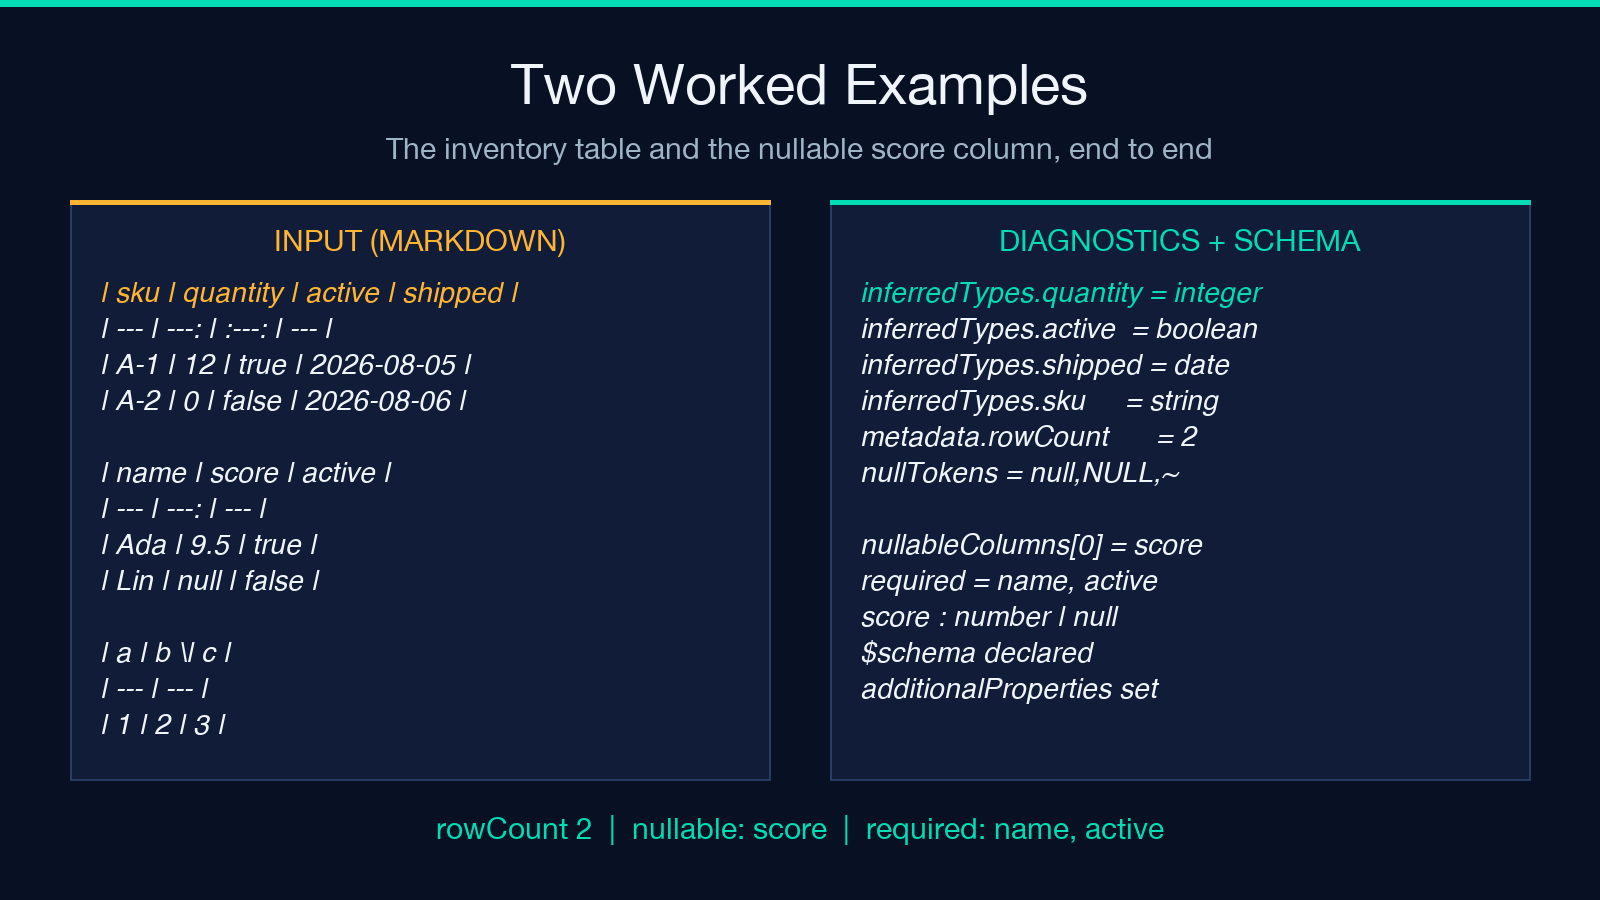 Two Worked Examples
The inventory table and the nullable score column, end to end
INPUT (MARKDOWN)
| sku | quantity | active | shipped |
| --- | ---: | :---: | --- |
| A-1 | 12 | true | 2026-08-05 |
| A-2 | 0 | false | 2026-08-06 |
| name | score | active |
| --- | ---: | --- |
| Ada | 9.5 | true |
| Lin | null | false |
| a | b \| c |
| --- | --- |
| 1 | 2 | 3 |
DIAGNOSTICS + SCHEMA
inferredTypes.quantity = integer
inferredTypes.active = boolean
inferredTypes.shipped = date
inferredTypes.sku = string
metadata.rowCount = 2
nullTokens = null,NULL,~
nullableColumns[0] = score
required = name, active
score : number | null
$schema declared
additionalProperties set
rowCount 2 | nullable: score | required: name, active